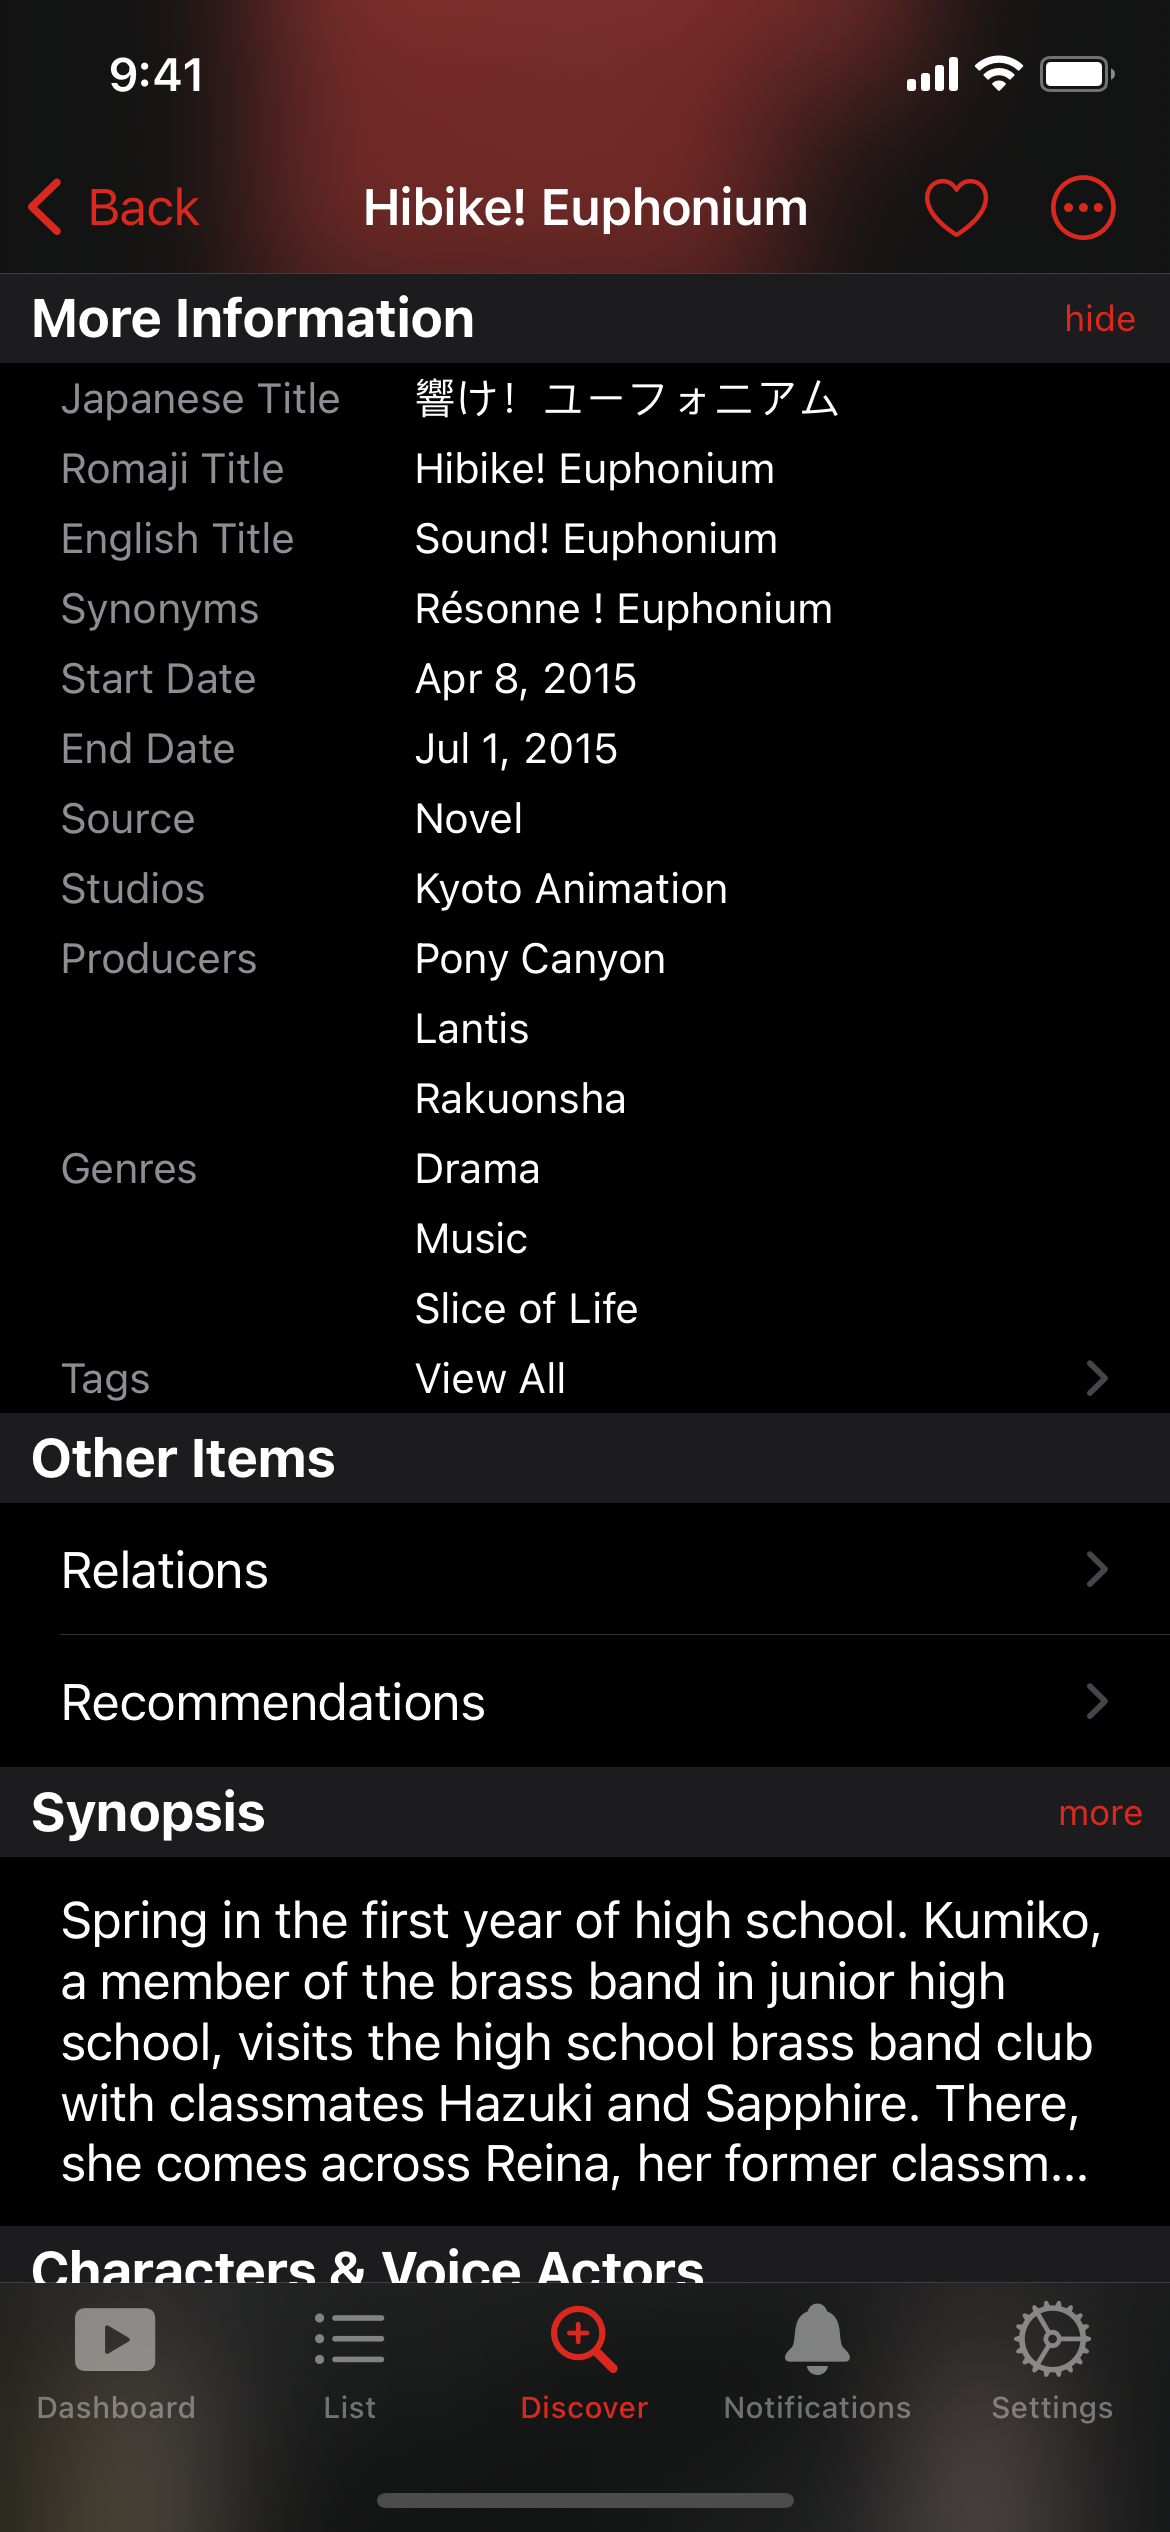 9:41
Back
Hibike! Euphonium
More Information
hide
Japanese Title 響け！ユーフォニアム
Romaji Title Hibike! Euphonium
English Title Sound! Euphonium
Synonyms Résonne ! Euphonium
Start Date Apr 8, 2015
End Date Jul 1, 2015
Source Novel
Studios Kyoto Animation
Producers Pony Canyon
Lantis
Rakuonsha
Genres Drama
Music
Slice of Life
Tags View All
Other Items
Relations
Recommendations
Synopsis
more
Spring in the first year of high school. Kumiko,
a member of the brass band in junior high
school, visits the high school brass band club
with classmates Hazuki and Sapphire. There,
she comes across Reina, her former classm...
Characters & Voice Actors
Dashboard
List
Discover
Notifications
Settings